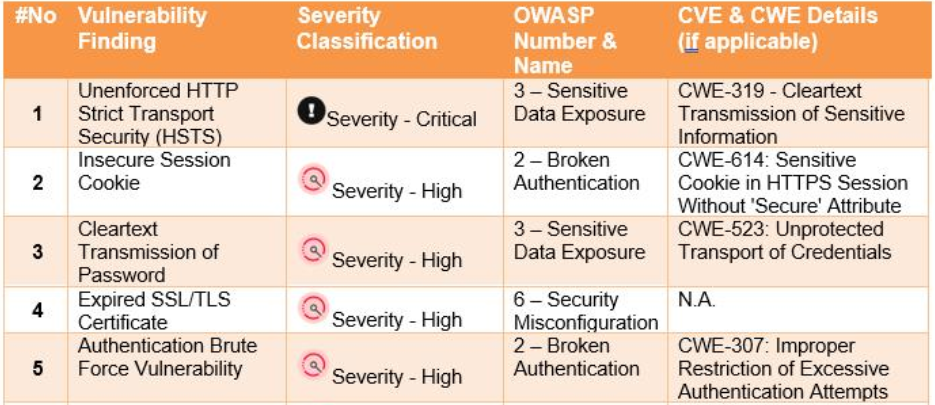 #No Vulnerability Finding Severity Classification OWASP Number & Name CVE & CWE Details (if applicable)
1 Unenforced HTTP Strict Transport Security (HSTS) Severity - Critical 3 – Sensitive Data Exposure CWE-319 - Cleartext Transmission of Sensitive Information
2 Insecure Session Cookie Severity - High 2 – Broken Authentication CWE-614: Sensitive Cookie in HTTPS Session Without 'Secure' Attribute
3 Cleartext Transmission of Password Severity - High 3 – Sensitive Data Exposure CWE-523: Unprotected Transport of Credentials
4 Expired SSL/TLS Certificate Severity - High 6 – Security Misconfiguration N.A.
5 Authentication Brute Force Vulnerability Severity - High 2 – Broken Authentication CWE-307: Improper Restriction of Excessive Authentication Attempts